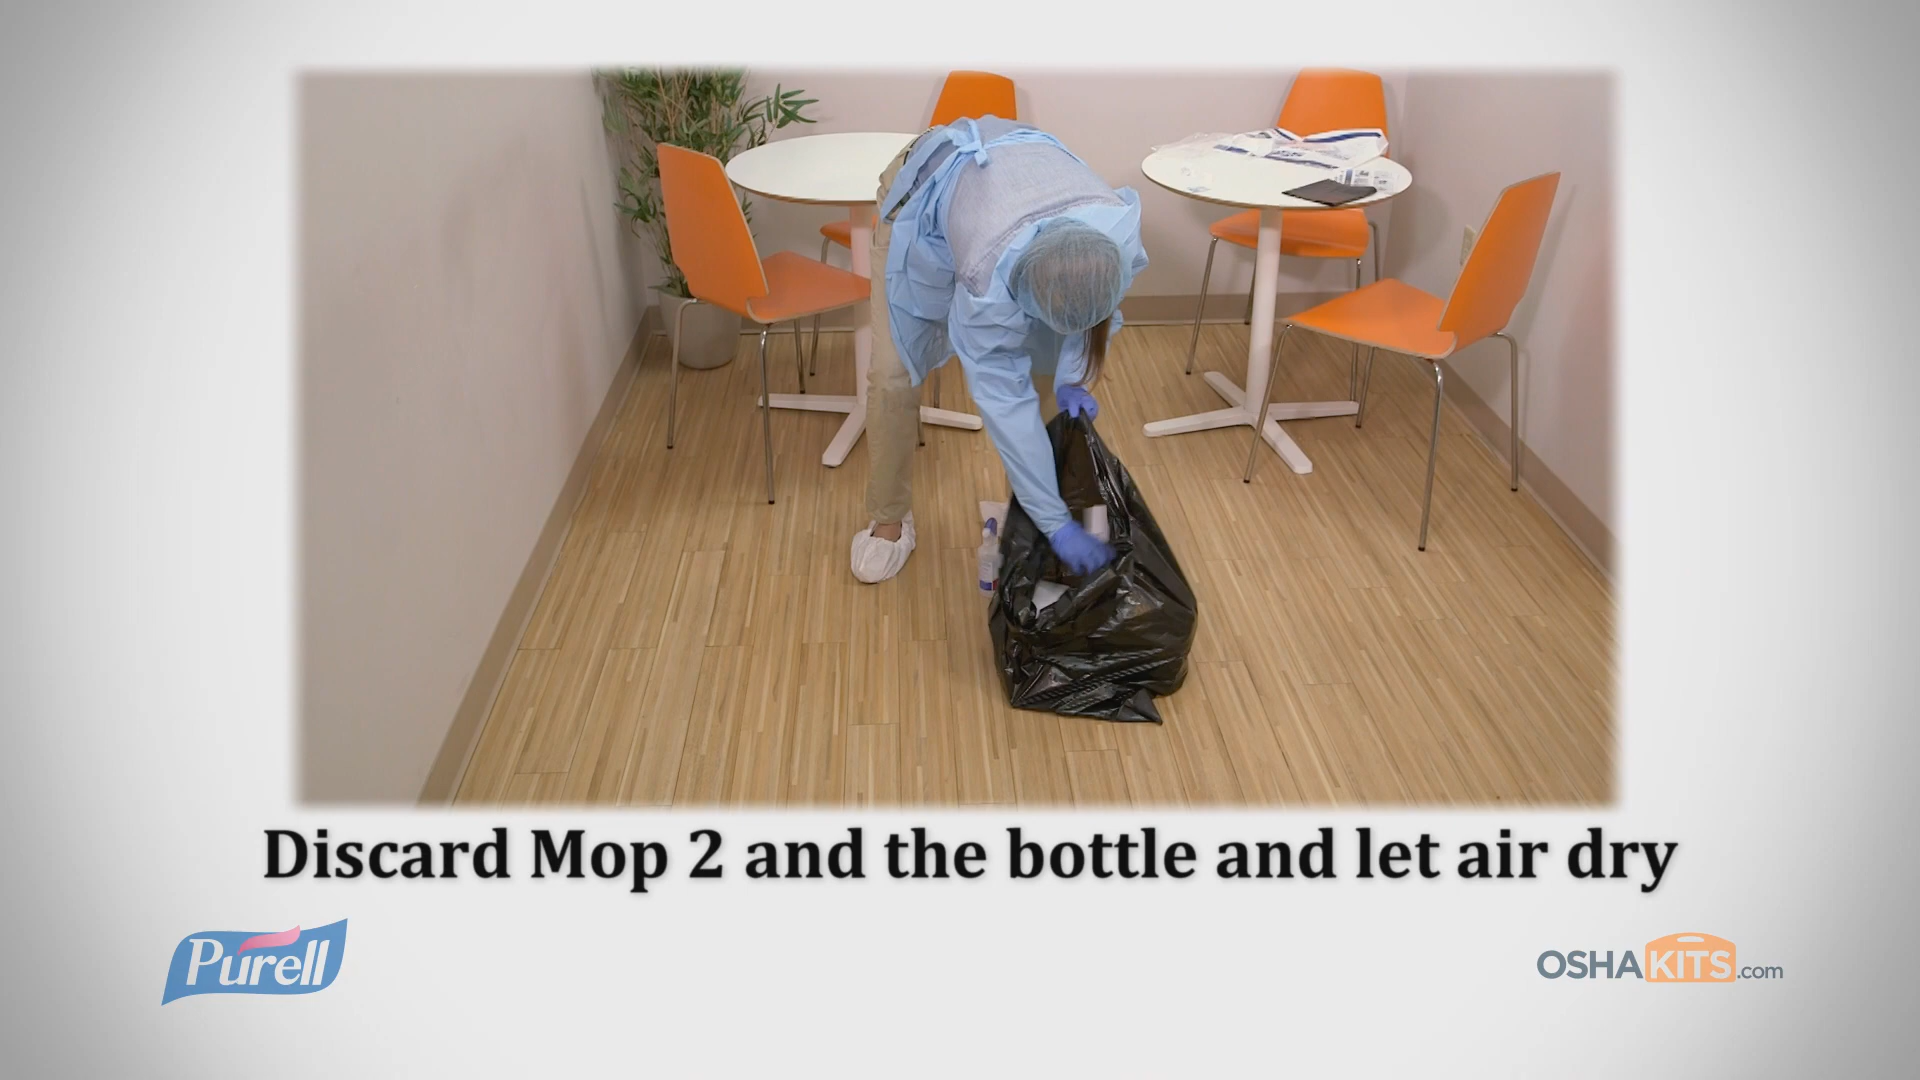 Discard Mop 2 and the bottle and let air dry
Purell
OSHAKITS.com